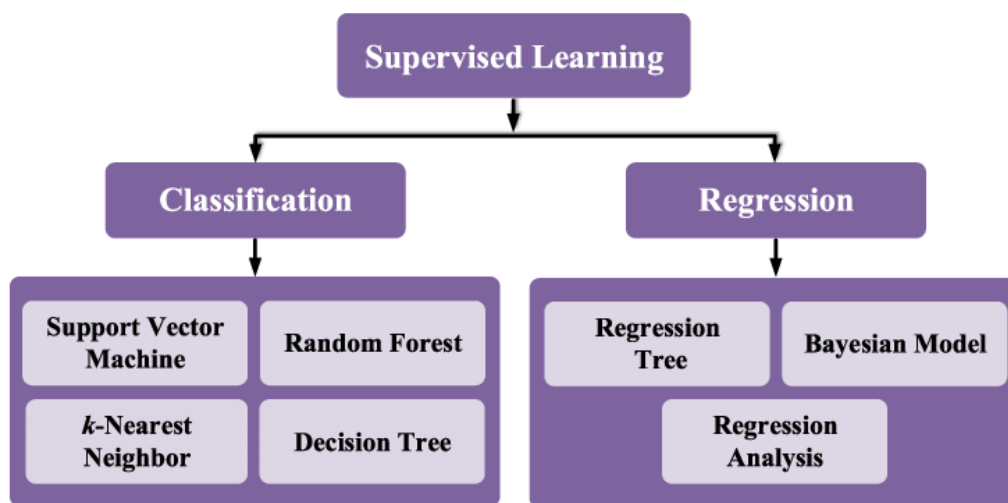 Supervised Learning
Classification
Regression
Support Vector
Machine
Random Forest
k-Nearest
Neighbor
Decision Tree
Regression
Tree
Bayesian Model
Regression
Analysis